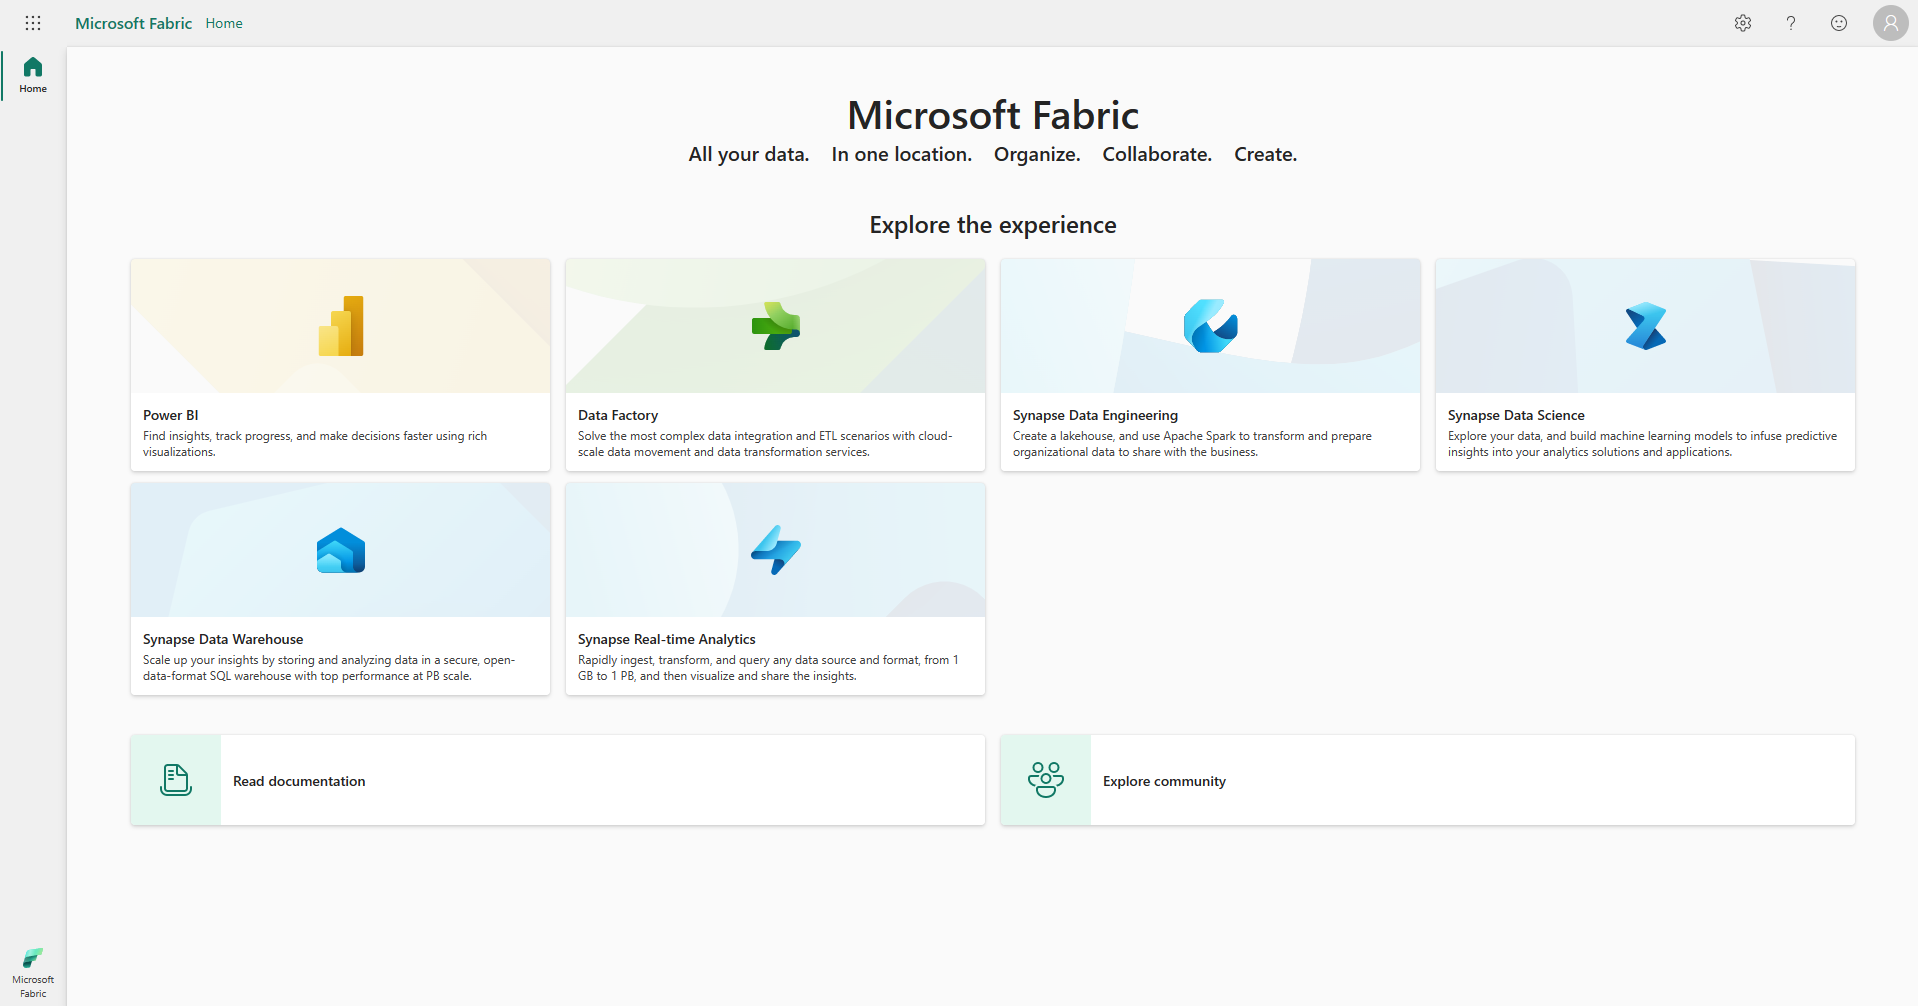 Microsoft Fabric Home
Home
Microsoft Fabric
All your data. In one location. Organize. Collaborate. Create.
Explore the experience
Power BI
Find insights, track progress, and make decisions faster using rich
visualizations.
Data Factory
Solve the most complex data integration and ETL scenarios with cloud-
scale data movement and data transformation services.
Synapse Data Engineering
Create a lakehouse, and use Apache Spark to transform and prepare
organizational data to share with the business.
Synapse Data Science
Explore your data, and build machine learning models to infuse predictive
insights into your analytics solutions and applications.
Synapse Data Warehouse
Scale up your insights by storing and analyzing data in a secure, open-
data-format SQL warehouse with top performance at PB scale.
Synapse Real-time Analytics
Rapidly ingest, transform, and query any data source and format, from 1
GB to 1 PB, and then visualize and share the insights.
Read documentation
Explore community
Microsoft
Fabric